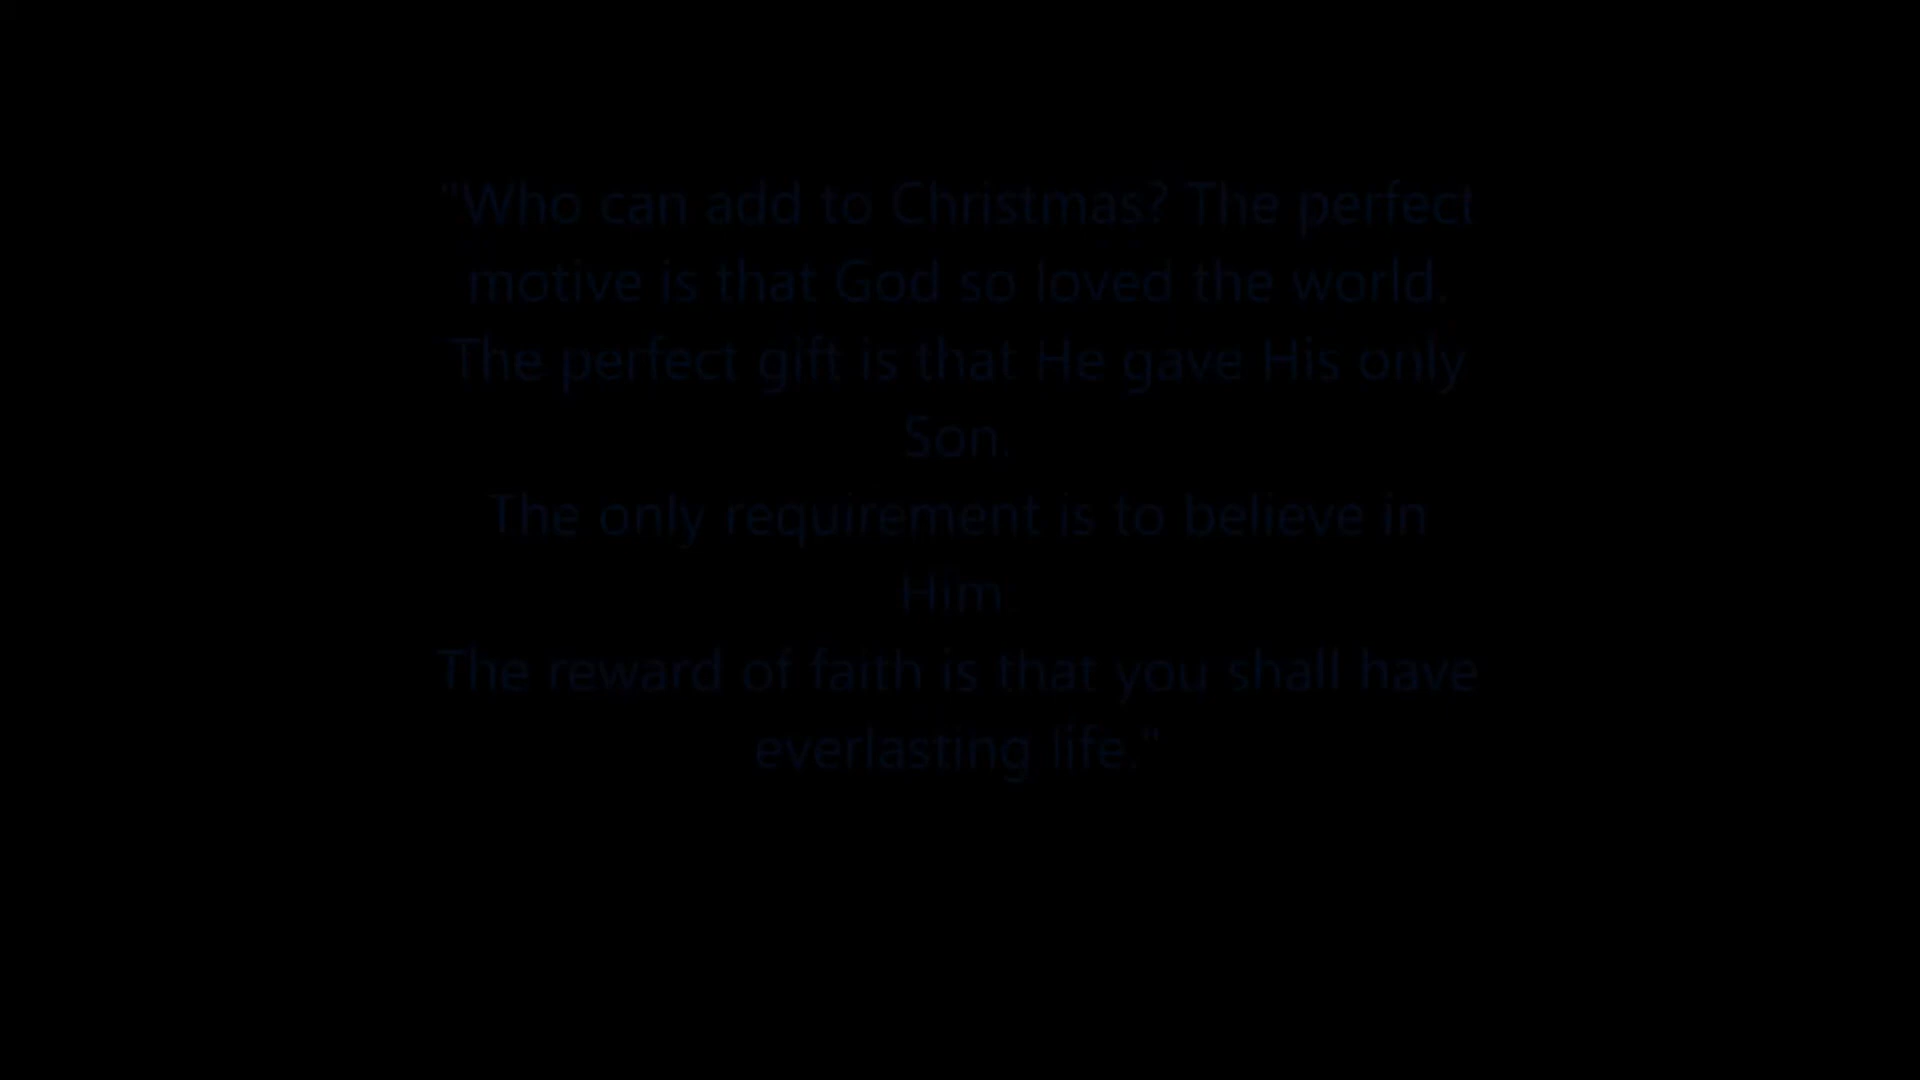 "Who can add to Christmas? The perfect
motive is that God so loved the world.
The perfect gift is that He gave His only
Son.
The only requirement is to believe in
Him.
The reward of faith is that you shall have
everlasting life."